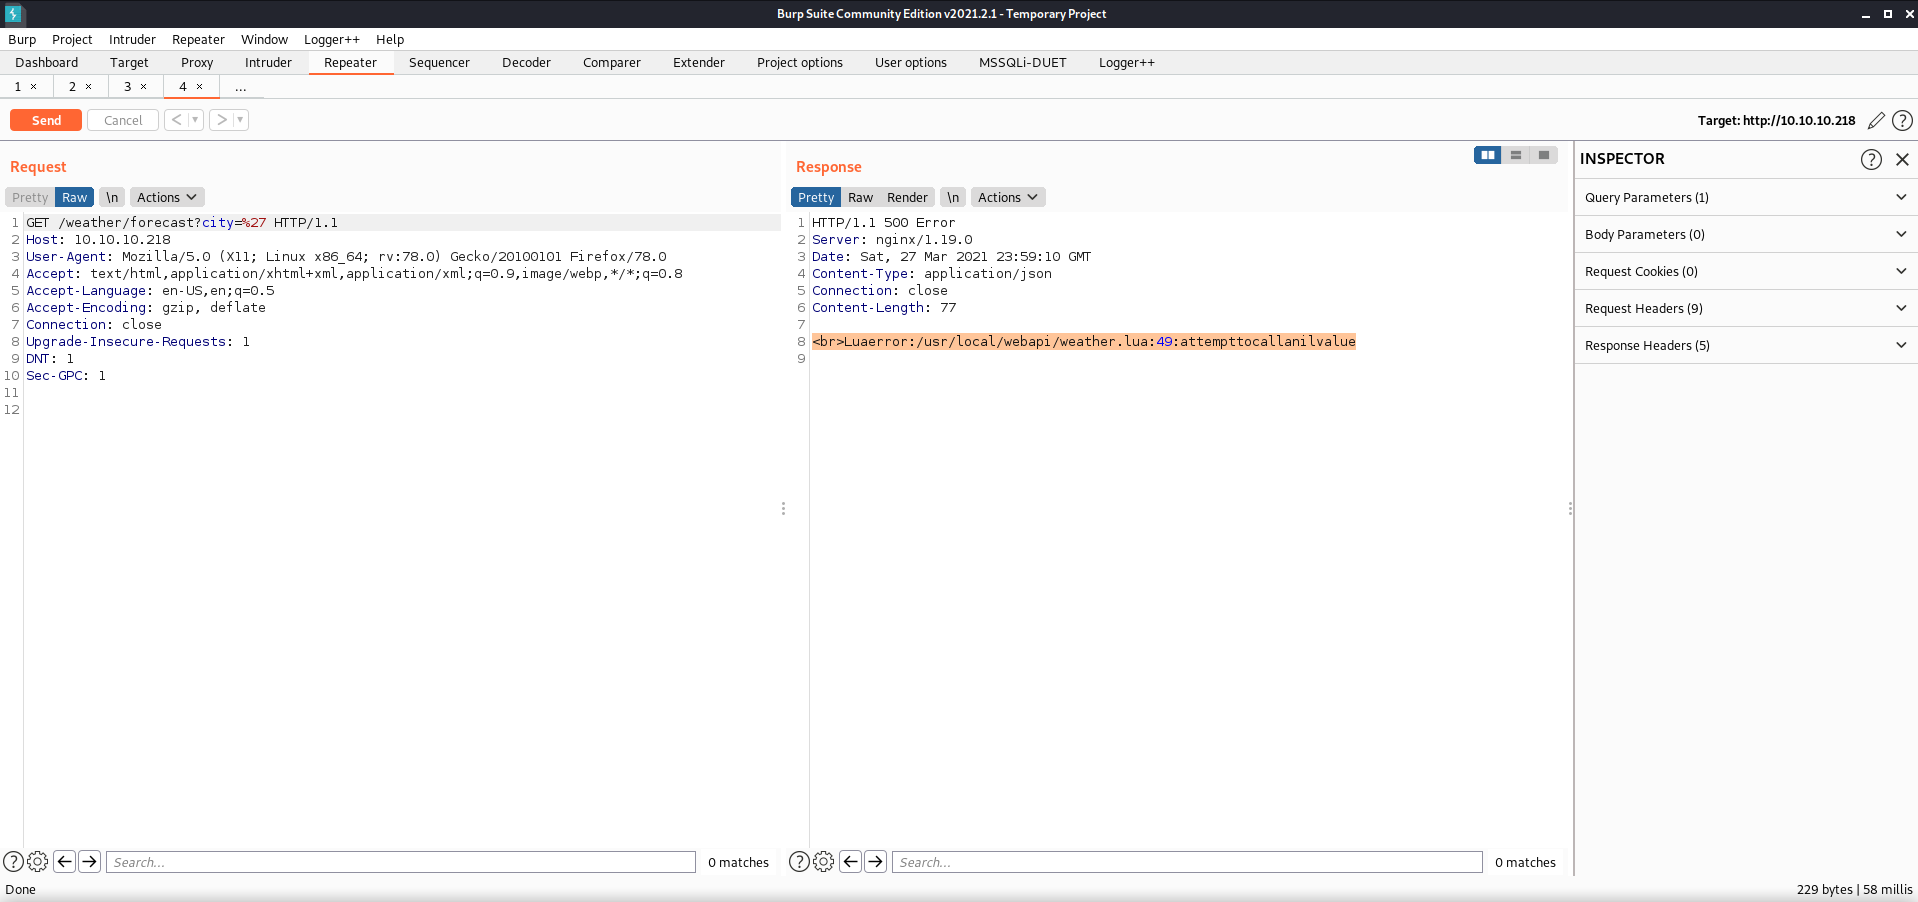 Burp Suite Community Edition v2021.2.1 - Temporary Project
Burp Project Intruder Repeater Window Logger++ Help
Dashboard Target Proxy Intruder Repeater Sequencer Decoder Comparer Extender Project options User options MSSQLi-DUET Logger++
1 × 2 × 3 × 4 × ...
Send Cancel < ▾ > ▾ Target: http://10.10.10.218 ?
Request
Pretty Raw \n Actions
1 GET /weather/forecast?city=%27 HTTP/1.1
2 Host: 10.10.10.218
3 User-Agent: Mozilla/5.0 (X11; Linux x86_64; rv:78.0) Gecko/20100101 Firefox/78.0
4 Accept: text/html,application/xhtml+xml,application/xml;q=0.9,image/webp,*/*;q=0.8
5 Accept-Language: en-US,en;q=0.5
6 Accept-Encoding: gzip, deflate
7 Connection: close
8 Upgrade-Insecure-Requests: 1
9 DNT: 1
10 Sec-GPC: 1
11
12
? Search... 0 matches
Response
Pretty Raw Render \n Actions
1 HTTP/1.1 500 Error
2 Server: nginx/1.19.0
3 Date: Sat, 27 Mar 2021 23:59:10 GMT
4 Content-Type: application/json
5 Connection: close
6 Content-Length: 77
7
8 <br>Luaerror:/usr/local/webapi/weather.lua:49:attempttocallanilvalue
9
? Search... 0 matches
INSPECTOR ?
Query Parameters (1)
Body Parameters (0)
Request Cookies (0)
Request Headers (9)
Response Headers (5)
Done 229 bytes | 58 millis